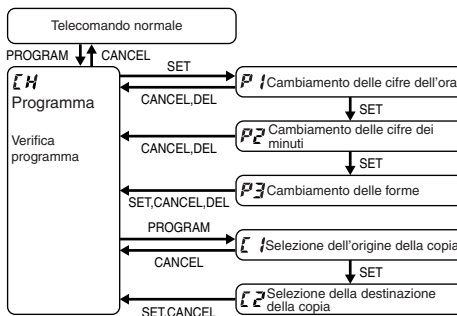 Telecomando normale
PROGRAM CANCEL
SET
CH
Programma
Verifica
programma
P1 Cambiamento delle cifre dell'ora
CANCEL,DEL
SET
P2 Cambiamento delle cifre dei
minuti
CANCEL,DEL
SET
P3 Cambiamento delle forme
SET,CANCEL,DEL
PROGRAM
C1 Selezione dell'origine della copia
CANCEL
SET
C2 Selezione della destinazione
della copia
SET,CANCEL